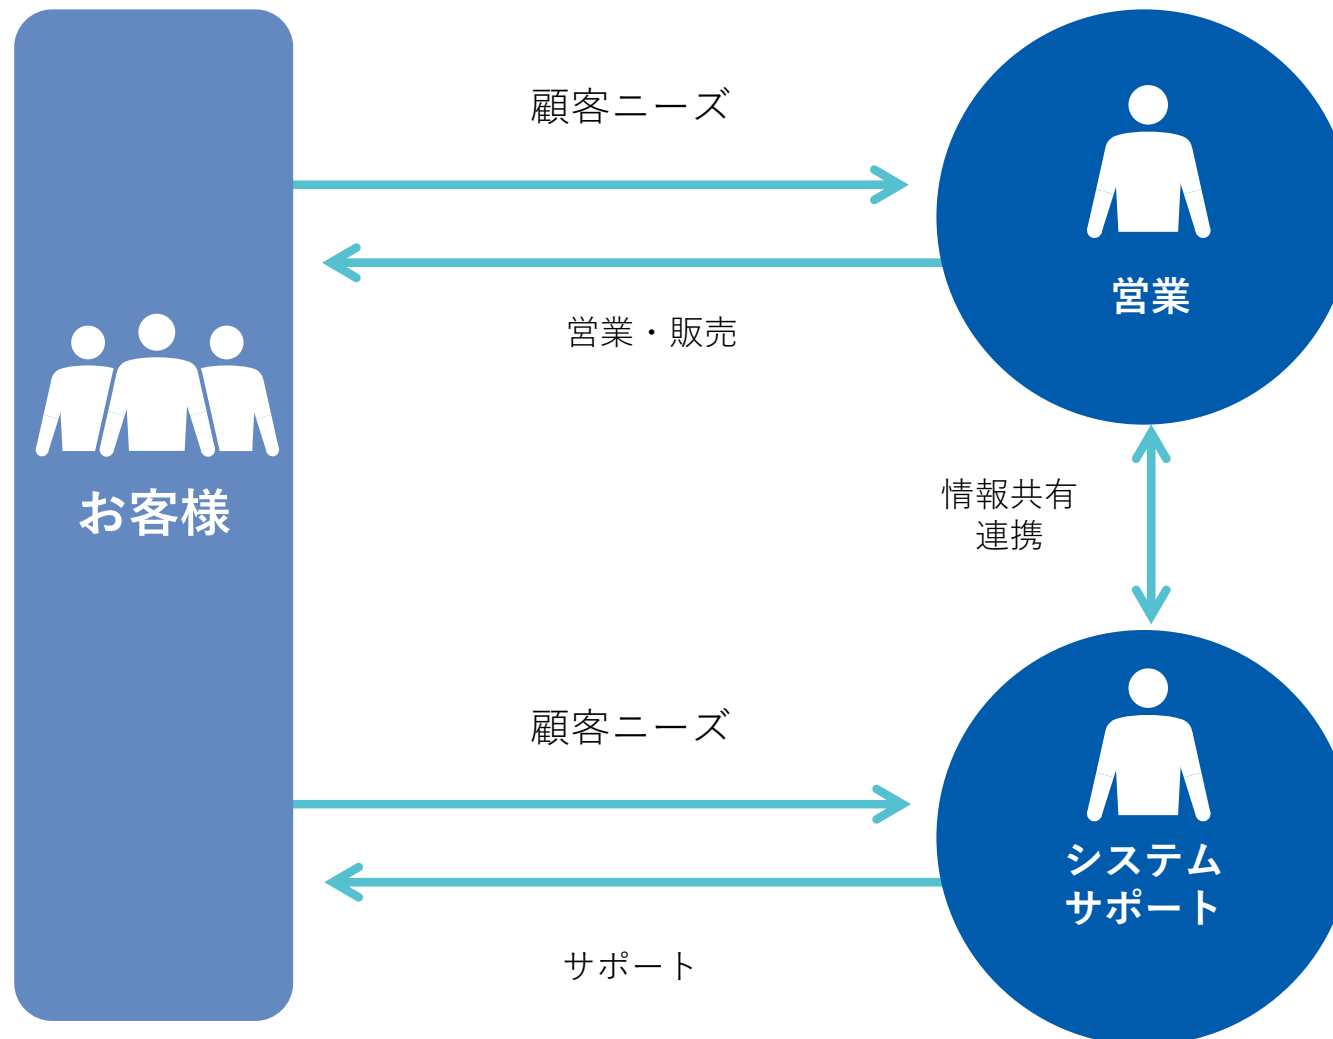 顧客ニーズ
営業
営業・販売
お客様
情報共有
連携
顧客ニーズ
システム
サポート
サポート